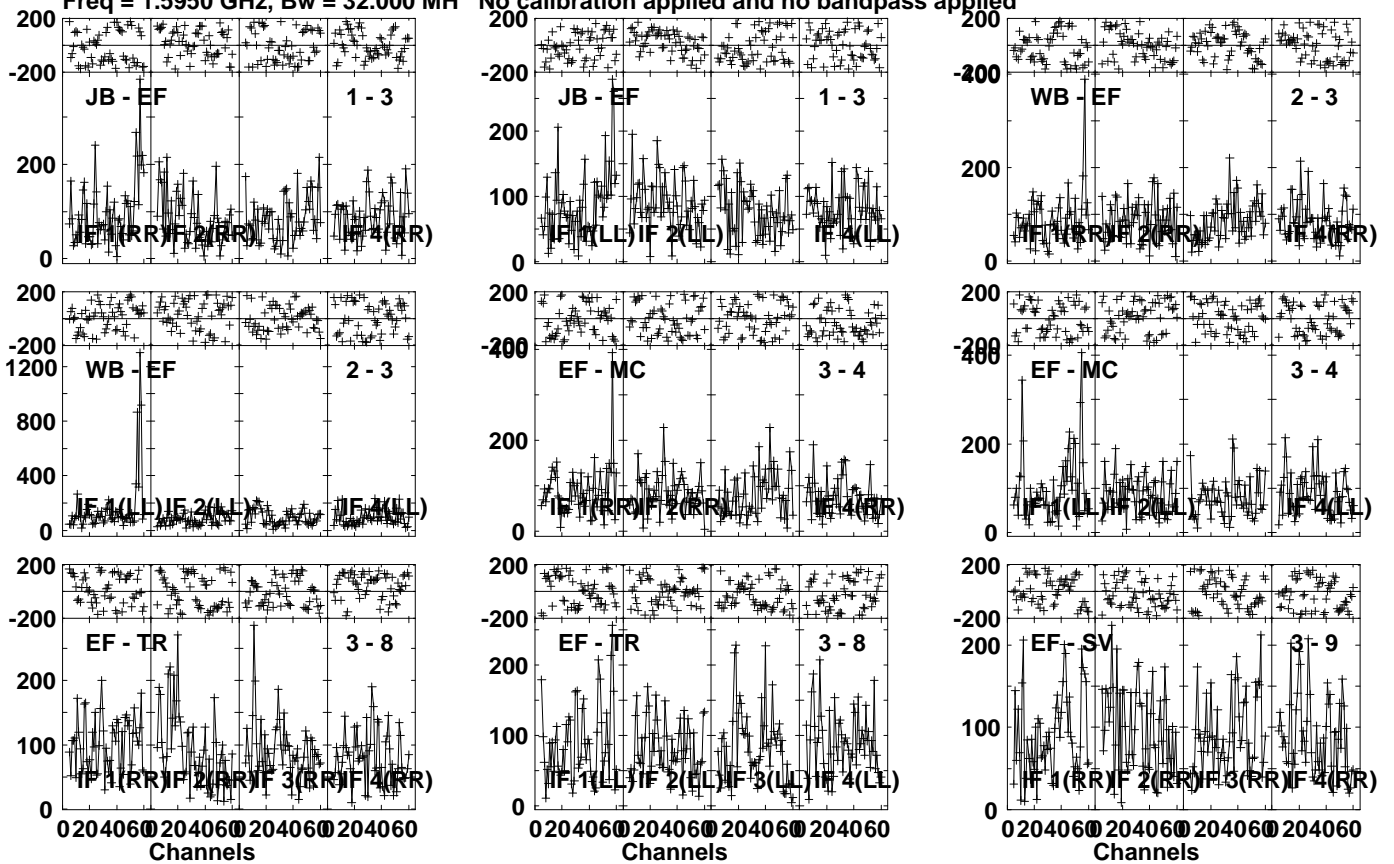 Freq = 1.5950 GHz, Bw = 32.000 MH No calibration applied and no bandpass applied
200
-200
JB - EF 1 - 3
200
0
IF 1(RR) IF 2(RR) IF 4(RR)
200
-200
JB - EF 1 - 3
200
100
0
IF 1(LL) IF 2(LL) IF 4(LL)
200
-200
400
WB - EF 2 - 3
200
0
IF 1(RR) IF 2(RR) IF 4(RR)
200
-200
1200
WB - EF 2 - 3
800
400
0
IF 1(LL) IF 2(LL) IF 4(LL)
200
-200
400
EF - MC 3 - 4
200
0
IF 1(RR) IF 2(RR) IF 4(RR)
200
-200
400
EF - MC 3 - 4
200
0
IF 1(LL) IF 2(LL) IF 4(LL)
200
-200
EF - TR 3 - 8
200
100
0
IF 1(RR) IF 2(RR) IF 3(RR) IF 4(RR)
0 20 40 60 0 20 40 60 0 20 40 60 0 20 40 60
Channels
200
-200
EF - TR 3 - 8
200
100
0
IF 1(LL) IF 2(LL) IF 3(LL) IF 4(LL)
0 20 40 60 0 20 40 60 0 20 40 60 0 20 40 60
Channels
200
-200
EF - SV 3 - 9
200
100
0
IF 1(RR) IF 2(RR) IF 3(RR) IF 4(RR)
0 20 40 60 0 20 40 60 0 20 40 60 0 20 40 60
Channels